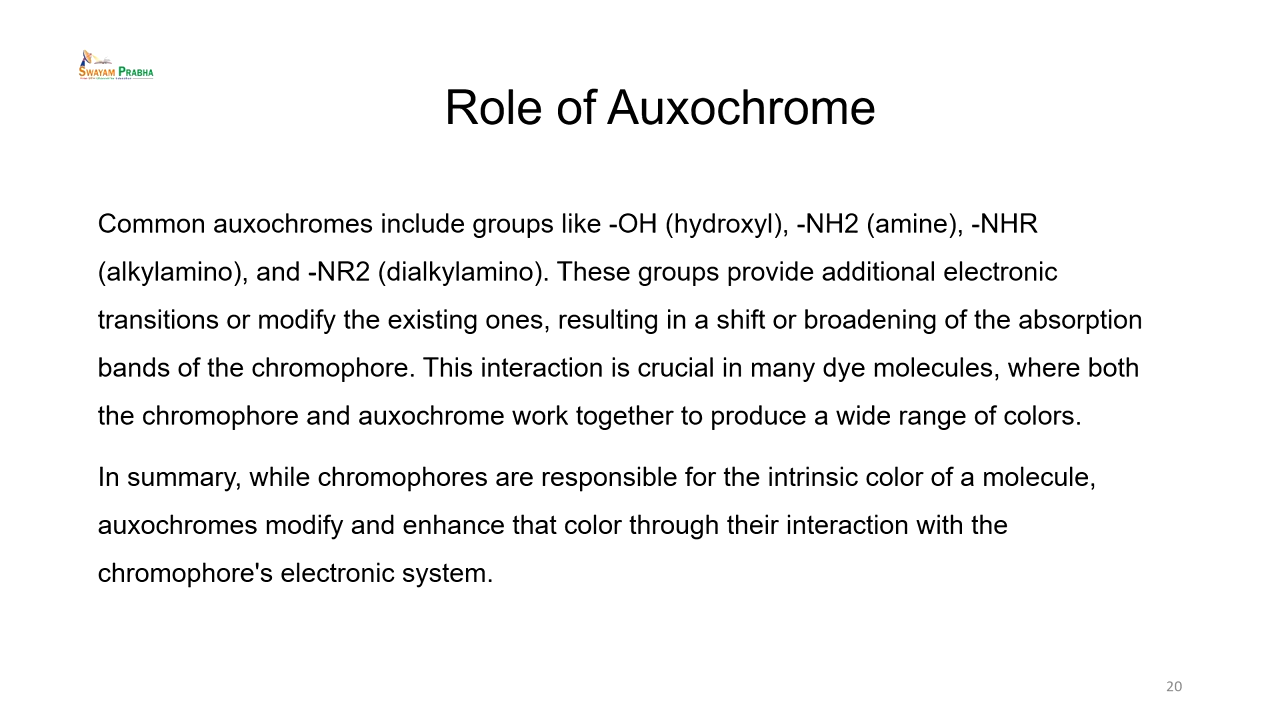 SWAYAM PRABHA
Role of Auxochrome
Common auxochromes include groups like -OH (hydroxyl), -NH2 (amine), -NHR
(alkylamino), and -NR2 (dialkylamino). These groups provide additional electronic
transitions or modify the existing ones, resulting in a shift or broadening of the absorption
bands of the chromophore. This interaction is crucial in many dye molecules, where both
the chromophore and auxochrome work together to produce a wide range of colors.
In summary, while chromophores are responsible for the intrinsic color of a molecule,
auxochromes modify and enhance that color through their interaction with the
chromophore's electronic system.
20